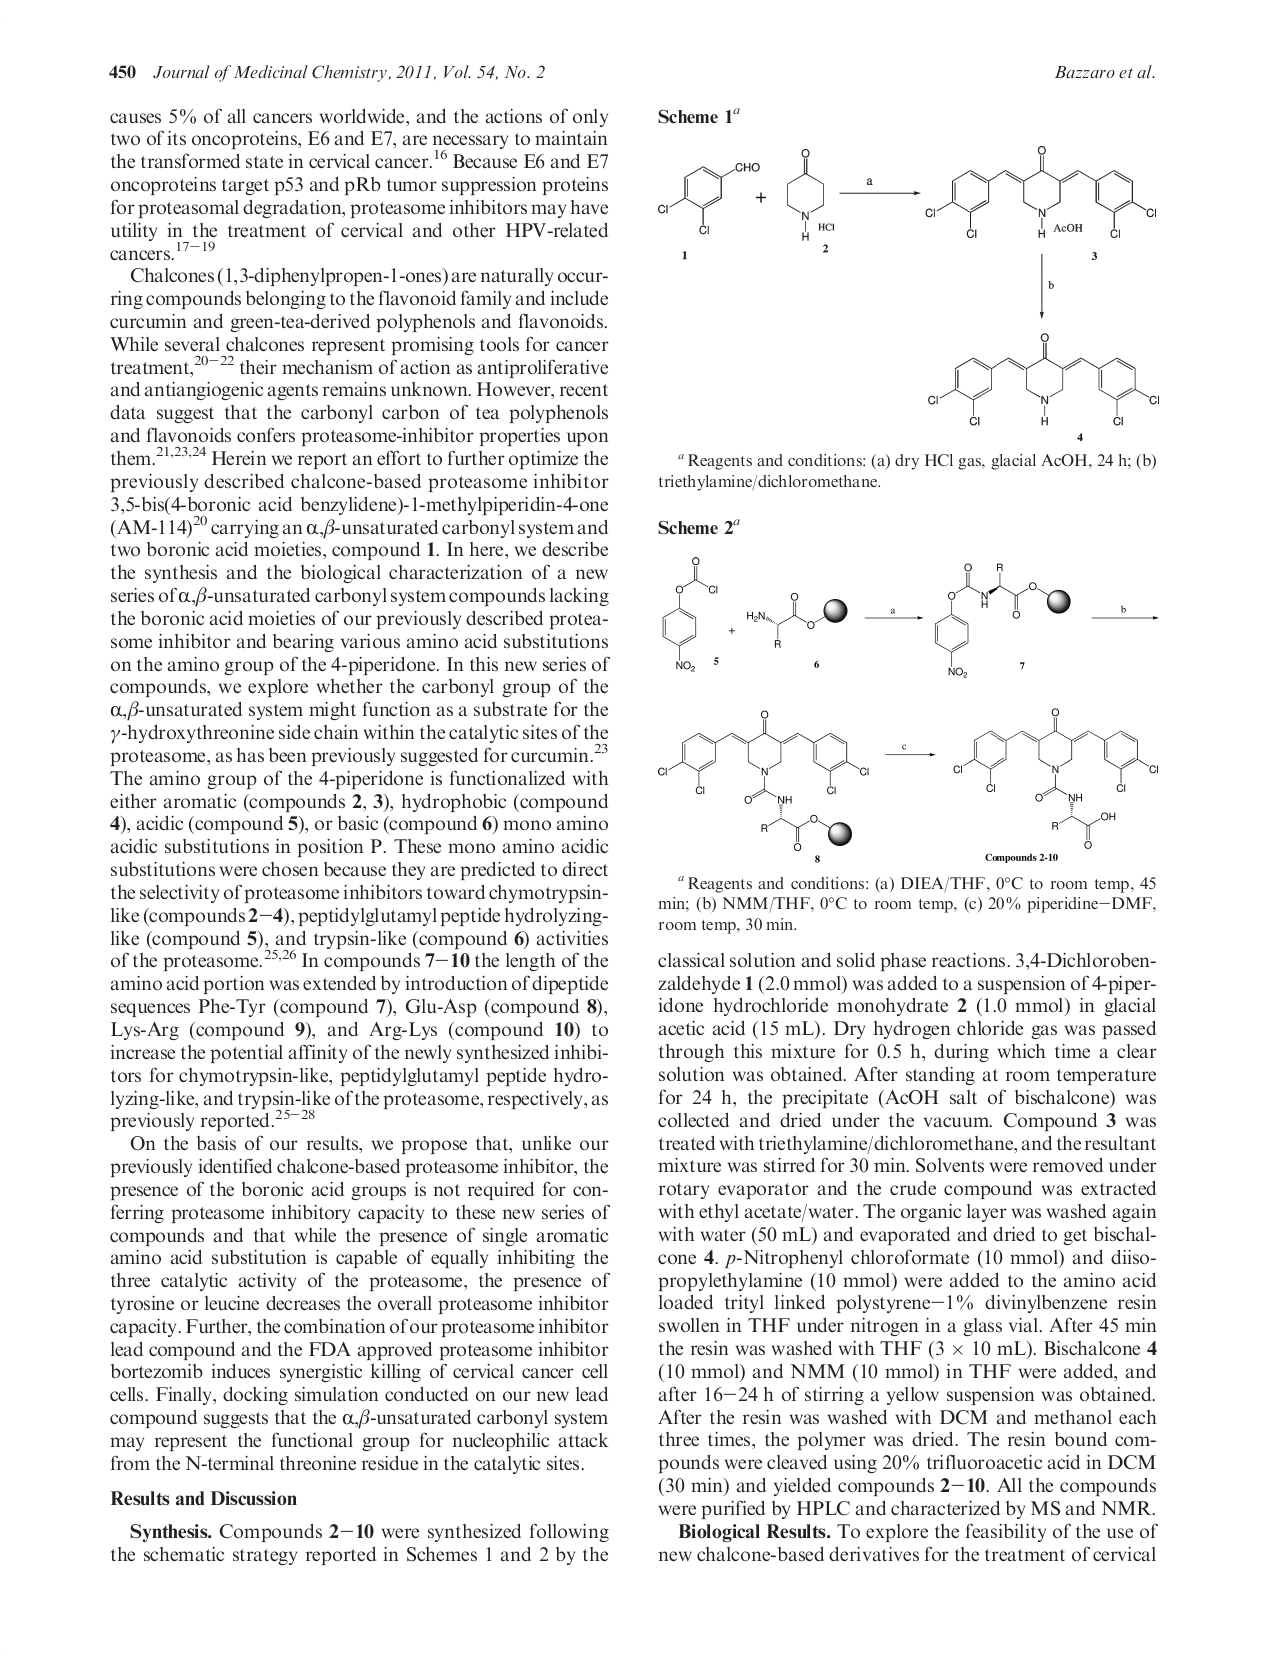 450 Journal of Medicinal Chemistry, 2011, Vol. 54, No. 2
Bazzaro et al.
causes 5% of all cancers worldwide, and the actions of only
two of its oncoproteins, E6 and E7, are necessary to maintain
the transformed state in cervical cancer.16 Because E6 and E7
oncoproteins target p53 and pRb tumor suppression proteins
for proteasomal degradation, proteasome inhibitors may have
utility in the treatment of cervical and other HPV-related
cancers.17−19
Chalcones (1,3-diphenylpropen-1-ones) are naturally occur-
ring compounds belonging to the flavonoid family and include
curcumin and green-tea-derived polyphenols and flavonoids.
While several chalcones represent promising tools for cancer
treatment,20−22 their mechanism of action as antiproliferative
and antiangiogenic agents remains unknown. However, recent
data suggest that the carbonyl carbon of tea polyphenols
and flavonoids confers proteasome-inhibitor properties upon
them.21,23,24 Herein we report an effort to further optimize the
previously described chalcone-based proteasome inhibitor
3,5-bis(4-boronic acid benzylidene)-1-methylpiperidin-4-one
(AM-114)20 carrying an α,β-unsaturated carbonyl system and
two boronic acid moieties, compound 1. In here, we describe
the synthesis and the biological characterization of a new
series of α,β-unsaturated carbonyl system compounds lacking
the boronic acid moieties of our previously described protea-
some inhibitor and bearing various amino acid substitutions
on the amino group of the 4-piperidone. In this new series of
compounds, we explore whether the carbonyl group of the
α,β-unsaturated system might function as a substrate for the
γ-hydroxythreonine side chain within the catalytic sites of the
proteasome, as has been previously suggested for curcumin.23
The amino group of the 4-piperidone is functionalized with
either aromatic (compounds 2, 3), hydrophobic (compound
4), acidic (compound 5), or basic (compound 6) mono amino
acidic substitutions in position P. These mono amino acidic
substitutions were chosen because they are predicted to direct
the selectivity of proteasome inhibitors toward chymotrypsin-
like (compounds 2−4), peptidylglutamyl peptide hydrolyzing-
like (compound 5), and trypsin-like (compound 6) activities
of the proteasome.25,26 In compounds 7−10 the length of the
amino acid portion was extended by introduction of dipeptide
sequences Phe-Tyr (compound 7), Glu-Asp (compound 8),
Lys-Arg (compound 9), and Arg-Lys (compound 10) to
increase the potential affinity of the newly synthesized inhibi-
tors for chymotrypsin-like, peptidylglutamyl peptide hydro-
lyzing-like, and trypsin-like of the proteasome, respectively, as
previously reported.25−28
On the basis of our results, we propose that, unlike our
previously identified chalcone-based proteasome inhibitor, the
presence of the boronic acid groups is not required for con-
ferring proteasome inhibitory capacity to these new series of
compounds and that while the presence of single aromatic
amino acid substitution is capable of equally inhibiting the
three catalytic activity of the proteasome, the presence of
tyrosine or leucine decreases the overall proteasome inhibitor
capacity. Further, the combination of our proteasome inhibitor
lead compound and the FDA approved proteasome inhibitor
bortezomib induces synergistic killing of cervical cancer cell
cells. Finally, docking simulation conducted on our new lead
compound suggests that the α,β-unsaturated carbonyl system
may represent the functional group for nucleophilic attack
from the N-terminal threonine residue in the catalytic sites.
Results and Discussion
Synthesis. Compounds 2−10 were synthesized following
the schematic strategy reported in Schemes 1 and 2 by the
Scheme 1a
CHO
Cl
Cl
1
+
O
N
H
HCl
2
a
O
Cl
Cl
N
H
AcOH
Cl
Cl
3
b
O
Cl
Cl
N
H
Cl
Cl
4
a Reagents and conditions: (a) dry HCl gas, glacial AcOH, 24 h; (b)
triethylamine/dichloromethane.
Scheme 2a
O
O
Cl
NO2
5
+
H2N
R
O
O
6
a
O
R
O
N
H
O
O
NO2
7
b
O
Cl
Cl
N
Cl
Cl
O
NH
R
O
O
8
c
O
Cl
Cl
N
Cl
Cl
O
NH
R
OH
O
Compounds 2-10
a Reagents and conditions: (a) DIEA/THF, 0°C to room temp, 45
min; (b) NMM/THF, 0°C to room temp, (c) 20% piperidine−DMF,
room temp, 30 min.
classical solution and solid phase reactions. 3,4-Dichloroben-
zaldehyde 1 (2.0 mmol) was added to a suspension of 4-piper-
idone hydrochloride monohydrate 2 (1.0 mmol) in glacial
acetic acid (15 mL). Dry hydrogen chloride gas was passed
through this mixture for 0.5 h, during which time a clear
solution was obtained. After standing at room temperature
for 24 h, the precipitate (AcOH salt of bischalcone) was
collected and dried under the vacuum. Compound 3 was
treated with triethylamine/dichloromethane, and the resultant
mixture was stirred for 30 min. Solvents were removed under
rotary evaporator and the crude compound was extracted
with ethyl acetate/water. The organic layer was washed again
with water (50 mL) and evaporated and dried to get bischal-
cone 4. p-Nitrophenyl chloroformate (10 mmol) and diiso-
propylethylamine (10 mmol) were added to the amino acid
loaded trityl linked polystyrene−1% divinylbenzene resin
swollen in THF under nitrogen in a glass vial. After 45 min
the resin was washed with THF (3 × 10 mL). Bischalcone 4
(10 mmol) and NMM (10 mmol) in THF were added, and
after 16−24 h of stirring a yellow suspension was obtained.
After the resin was washed with DCM and methanol each
three times, the polymer was dried. The resin bound com-
pounds were cleaved using 20% trifluoroacetic acid in DCM
(30 min) and yielded compounds 2−10. All the compounds
were purified by HPLC and characterized by MS and NMR.
Biological Results. To explore the feasibility of the use of
new chalcone-based derivatives for the treatment of cervical